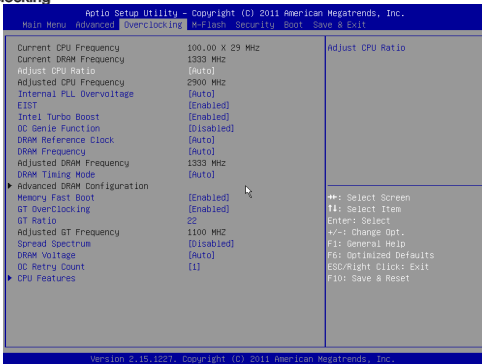 locking
Aptio Setup Utility – Copyright (C) 2011 American Megatrends, Inc.
Main Menu Advanced Overclocking M-Flash Security Boot Save & Exit
Current CPU Frequency 100.00 X 29 MHz
Adjust CPU Ratio
Current DRAM Frequency 1333 MHz
Adjust CPU Ratio [Auto]
Adjusted CPU Frequency 2900 MHz
Internal PLL Overvoltage [Auto]
EIST [Enabled]
Intel Turbo Boost [Enabled]
OC Genie Function [Disabled]
DRAM Reference Clock [Auto]
DRAM Frequency [Auto]
Adjusted DRAM Frequency 1333 MHz
DRAM Timing Mode [Auto]
Advanced DRAM Configuration
Memory Fast Boot [Enabled]
GT OverClocking [Enabled]
GT Ratio 22
Adjusted GT Frequency 1100 MHz
Spread Spectrum [Disabled]
DRAM Voltage [Auto]
OC Retry Count [1]
CPU Features
→←: Select Screen
↑↓: Select Item
Enter: Select
+/-: Change Opt.
F1: General Help
F6: Optimized Defaults
ESC/Right Click: Exit
F10: Save & Reset
Version 2.15.1227. Copyright (C) 2011 American Megatrends, Inc.